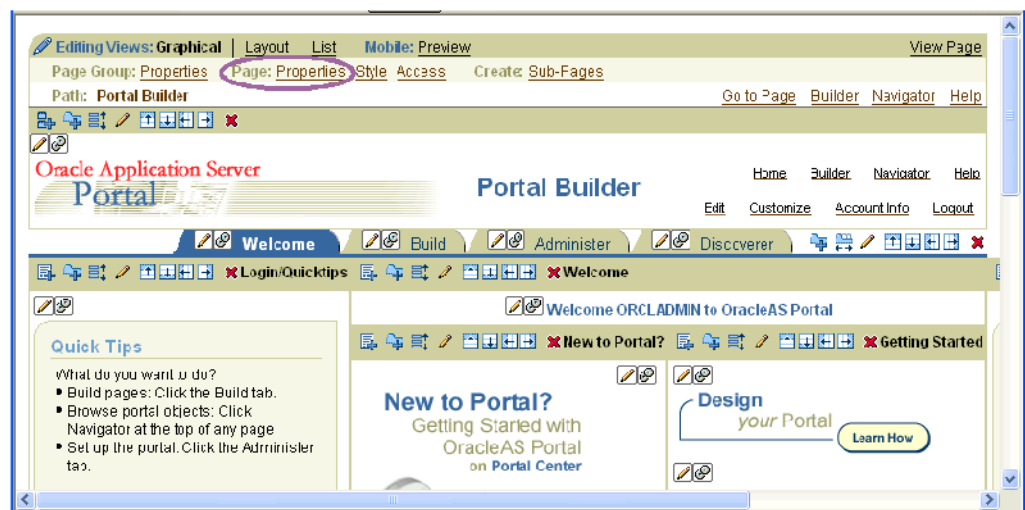 Editing Views: Graphical | Layout List Mobile: Preview View Page
Page Group: Properties Page: Properties Style Access Create: Sub-Pages
Path: Portal Builder Go to Page Builder Navigator Help
Oracle Application Server
Portal
Portal Builder
Home Builder Navigator Help
Edit Customize Account Info Logout
Welcome Build Administer Discoverer
Login/Quicktips Welcome
Welcome ORCLADMIN to OracleAS Portal
New to Portal? Getting Started
Quick Tips
What do you want to do?
• Build pages: Click the Build tab.
• Browse portal objects: Click
Navigator at the top of any page
• Set up the portal: Click the Administer
tab.
New to Portal?
Getting Started with
OracleAS Portal
on Portal Center
Design
your Portal
Learn How